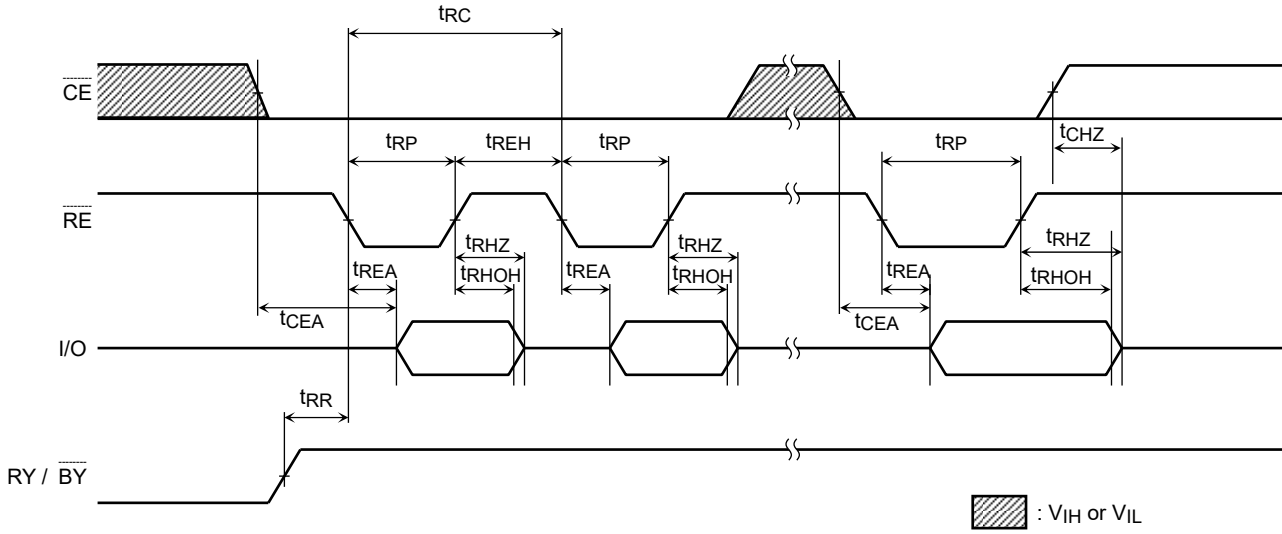 tRC
CE
tRP
tREH
tRP
tRP
tCHZ
RE
tREA
tRHZ
tRHOH
tREA
tRHZ
tRHOH
tREA
tRHZ
tRHOH
tCEA
tCEA
I/O
tRR
RY / BY
: VIH or VIL